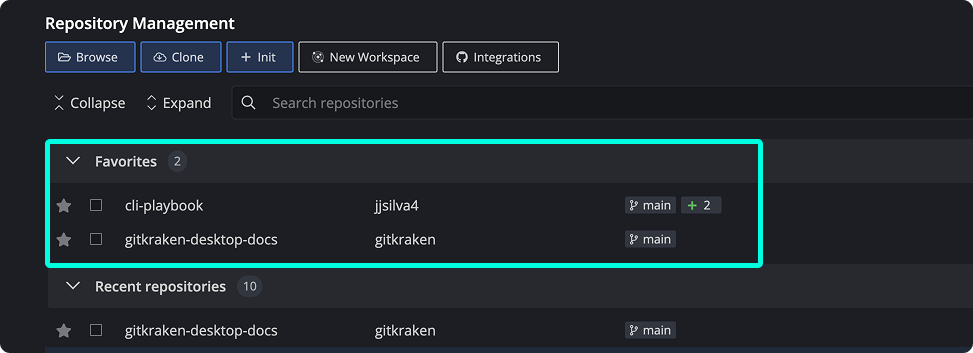 Repository Management
Browse Clone + Init New Workspace Integrations
Collapse Expand Search repositories
Favorites 2
cli-playbook jjsilva4 main + 2
gitkraken-desktop-docs gitkraken main
Recent repositories 10
gitkraken-desktop-docs gitkraken main